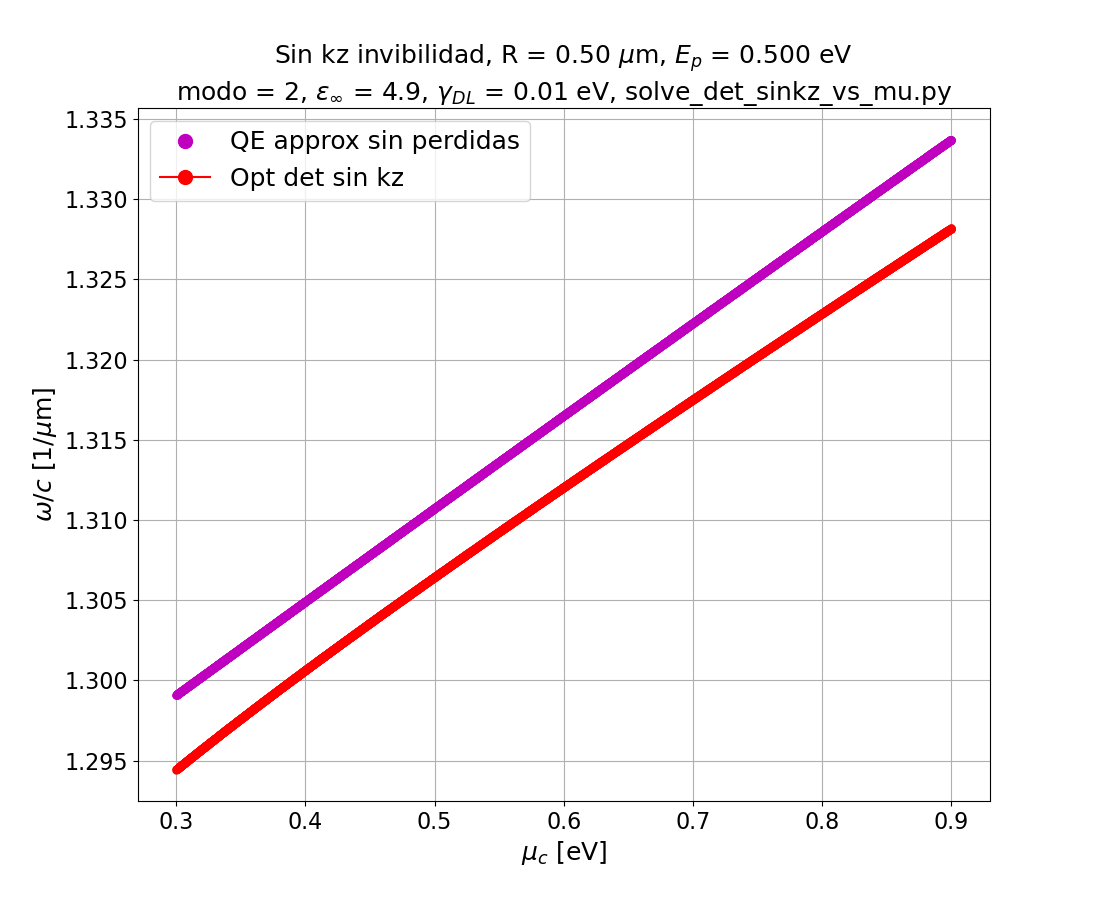 Sin kz invibilidad, R = 0.50 μm, E_p = 0.500 eV
modo = 2, ε_∞ = 4.9, γ_DL = 0.01 eV, solve_det_sinkz_vs_mu.py
QE approx sin perdidas
Opt det sin kz
ω/c [1/μm]
1.335
1.330
1.325
1.320
1.315
1.310
1.305
1.300
1.295
0.3 0.4 0.5 0.6 0.7 0.8 0.9
μ_c [eV]